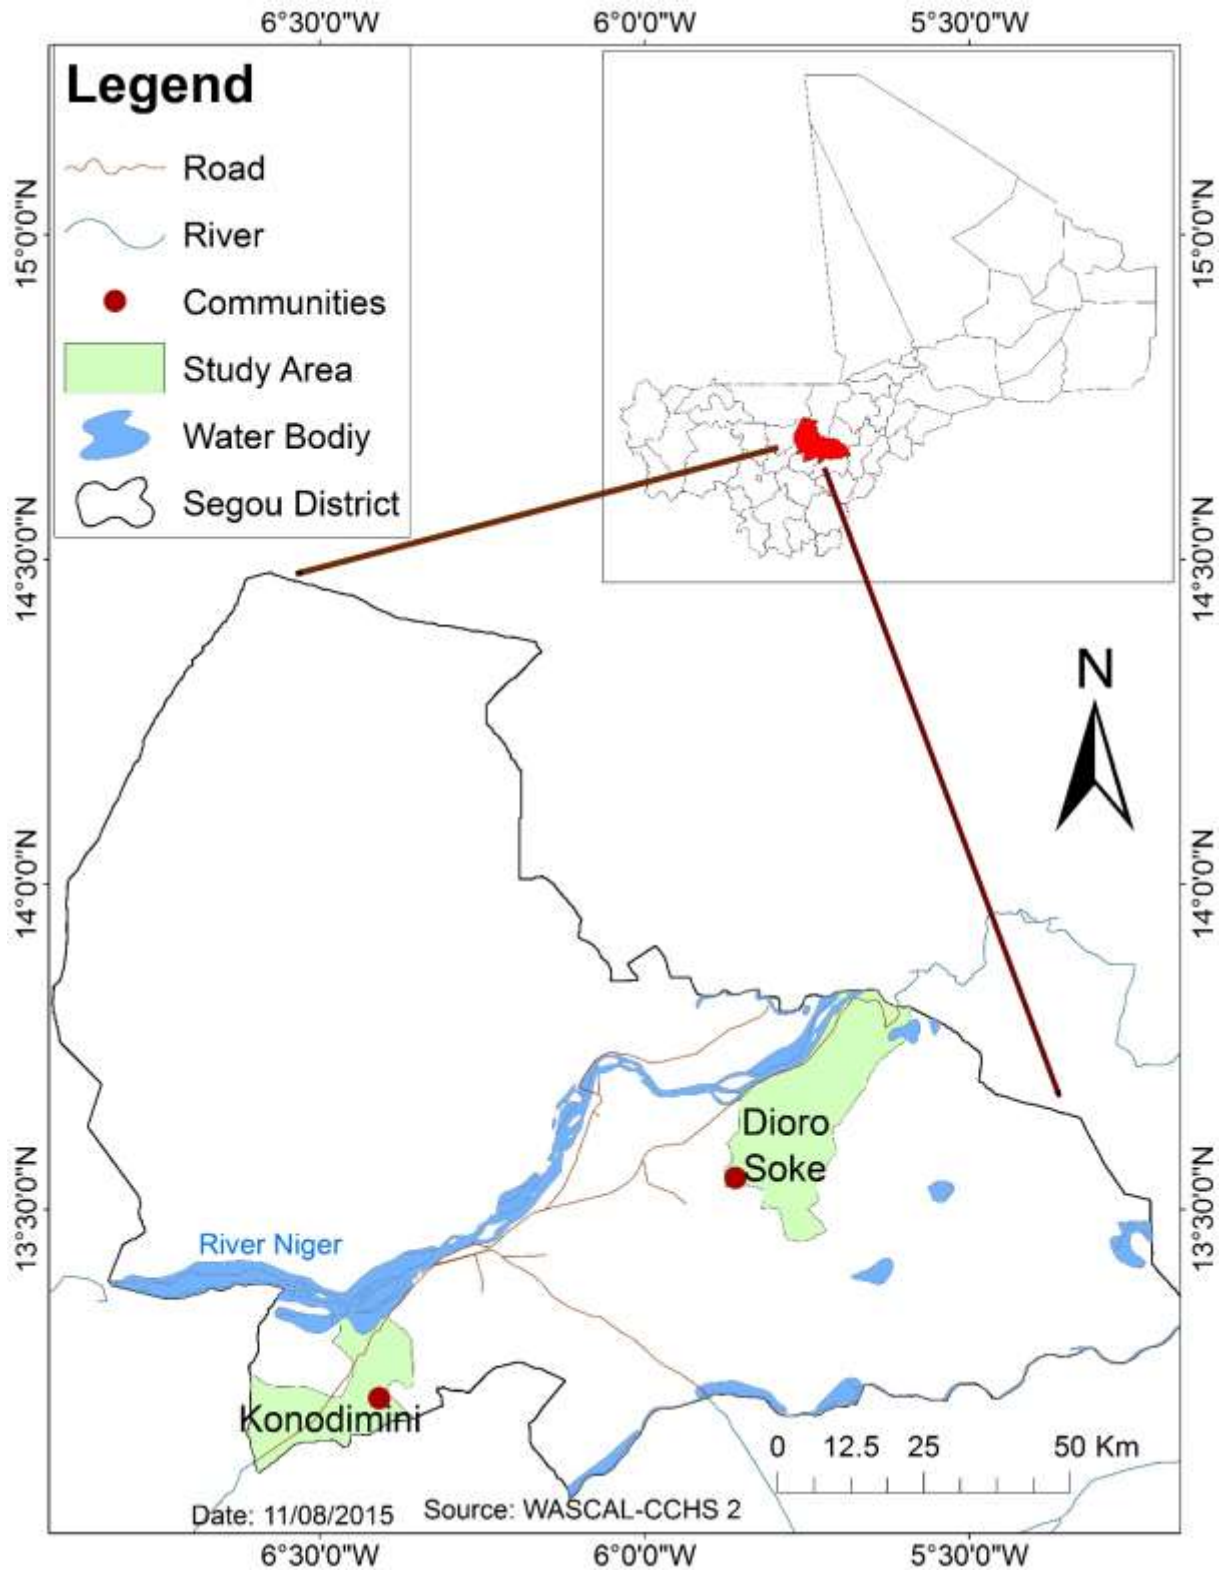 6°30'0"W 6°0'0"W 5°30'0"W
Legend
Road
River
Communities
Study Area
Water Bodiy
Segou District
15°0'0"N 15°0'0"N
14°30'0"N 14°30'0"N
N
14°0'0"N 14°0'0"N
Dioro
Soke
13°30'0"N 13°30'0"N
River Niger
Konodimini
0 12.5 25 50 Km
Date: 11/08/2015 Source: WASCAL-CCHS 2
6°30'0"W 6°0'0"W 5°30'0"W